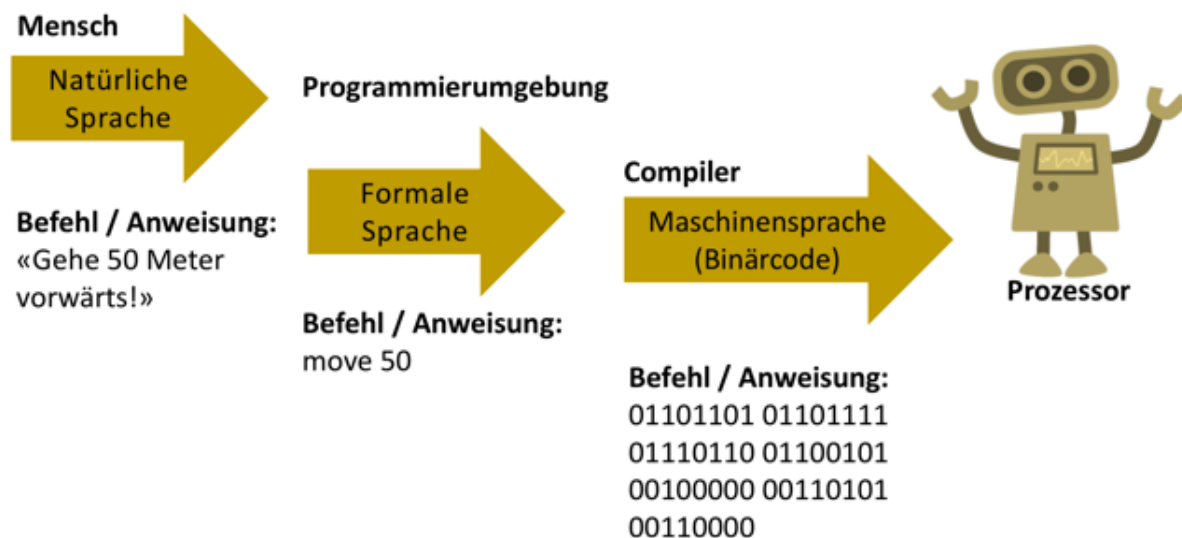 Mensch
Natürliche
Sprache
Befehl / Anweisung:
«Gehe 50 Meter
vorwärts!»
Programmierumgebung
Formale
Sprache
Befehl / Anweisung:
move 50
Compiler
Maschinensprache
(Binärcode)
Befehl / Anweisung:
01101101 01101111
01110110 01100101
00100000 00110101
00110000
Prozessor